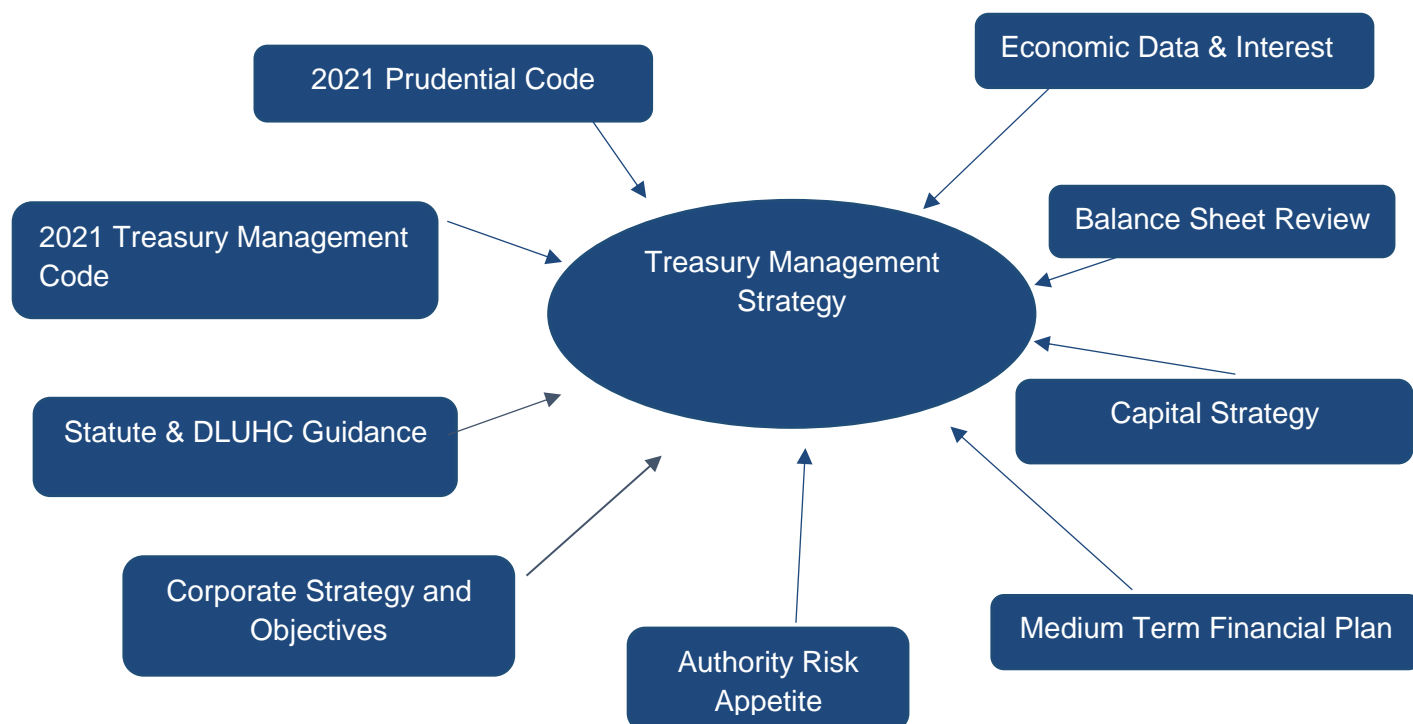 2021 Prudential Code
Economic Data & Interest
2021 Treasury Management
Code
Balance Sheet Review
Treasury Management
Strategy
Statute & DLUHC Guidance
Capital Strategy
Corporate Strategy and
Objectives
Authority Risk
Appetite
Medium Term Financial Plan